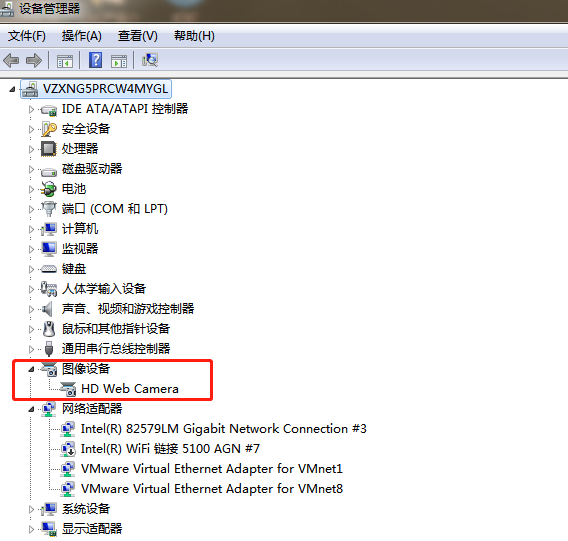 设备管理器
文件(F) 操作(A) 查看(V) 帮助(H)
VZXNG5PRCW4MYGL
IDE ATA/ATAPI 控制器
安全设备
处理器
磁盘驱动器
电池
端口 (COM 和 LPT)
计算机
监视器
键盘
人体学输入设备
声音、视频和游戏控制器
鼠标和其他指针设备
通用串行总线控制器
图像设备
HD Web Camera
网络适配器
Intel(R) 82579LM Gigabit Network Connection #3
Intel(R) WiFi 链接 5100 AGN #7
VMware Virtual Ethernet Adapter for VMnet1
VMware Virtual Ethernet Adapter for VMnet8
系统设备
显示适配器